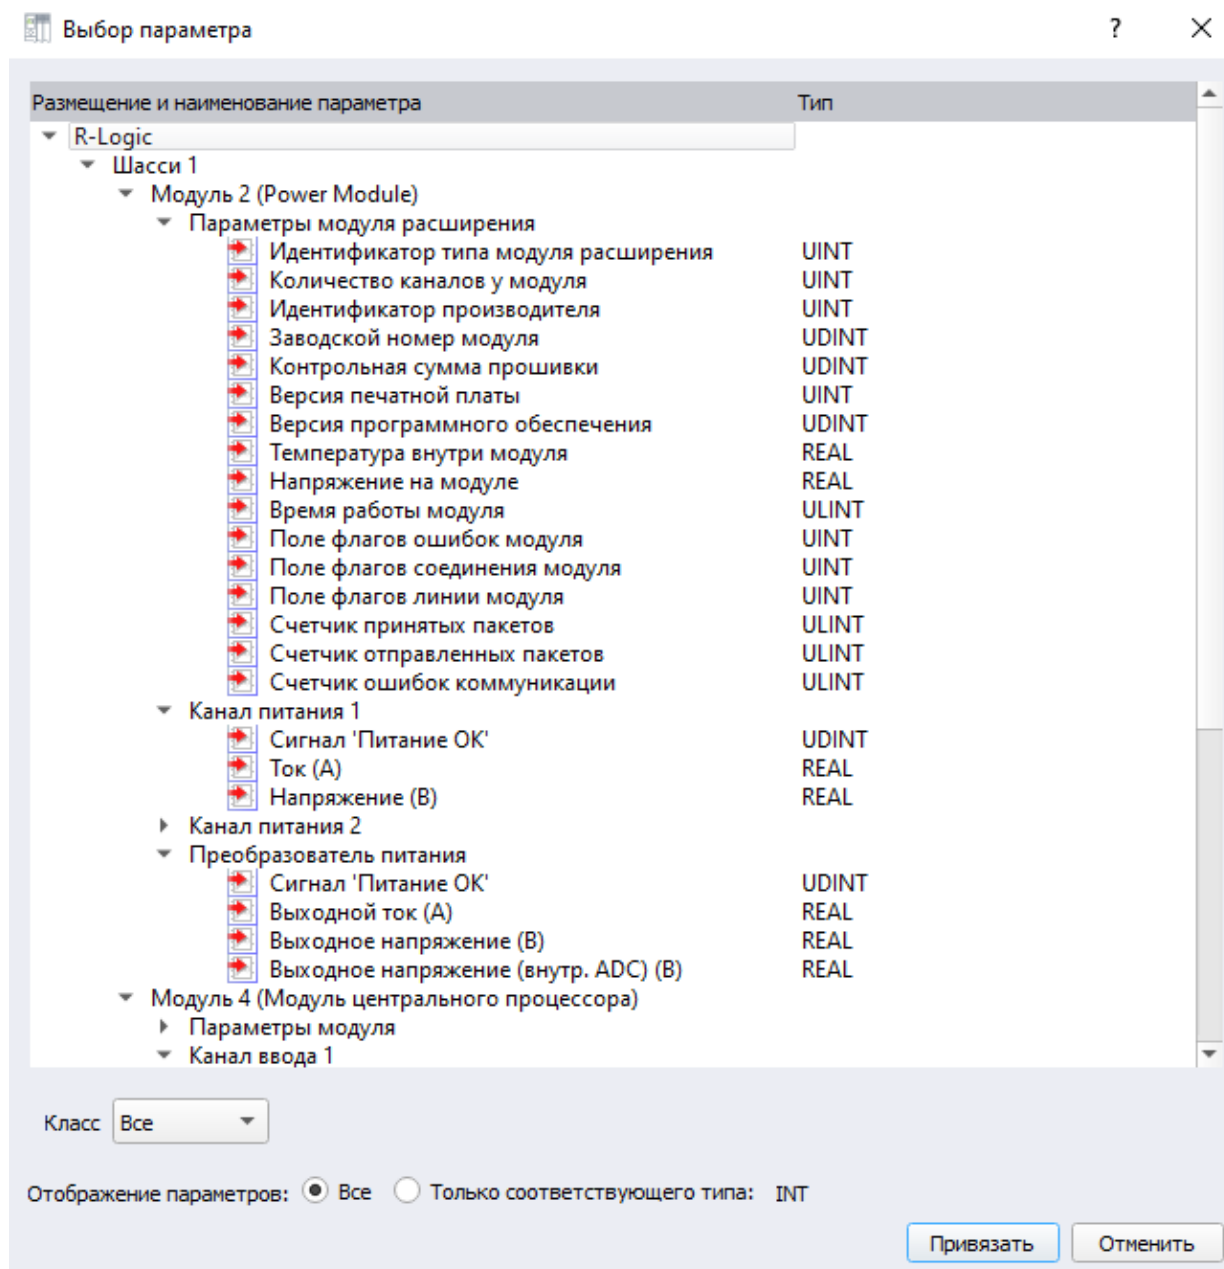 Выбор параметра ?
Размещение и наименование параметра Тип
R-Logic
Шасси 1
Модуль 2 (Power Module)
Параметры модуля расширения
Идентификатор типа модуля расширения UINT
Количество каналов у модуля UINT
Идентификатор производителя UINT
Заводской номер модуля UDINT
Контрольная сумма прошивки UDINT
Версия печатной платы UINT
Версия программного обеспечения UDINT
Температура внутри модуля REAL
Напряжение на модуле REAL
Время работы модуля ULINT
Поле флагов ошибок модуля UINT
Поле флагов соединения модуля UINT
Поле флагов линии модуля UINT
Счетчик принятых пакетов ULINT
Счетчик отправленных пакетов ULINT
Счетчик ошибок коммуникации ULINT
Канал питания 1
Сигнал 'Питание ОК' UDINT
Ток (А) REAL
Напряжение (В) REAL
Канал питания 2
Преобразователь питания
Сигнал 'Питание ОК' UDINT
Выходной ток (А) REAL
Выходное напряжение (В) REAL
Выходное напряжение (внутр. ADC) (В) REAL
Модуль 4 (Модуль центрального процессора)
Параметры модуля
Канал ввода 1
Класс Все
Отображение параметров: Все Только соответствующего типа: INT
Привязать Отменить